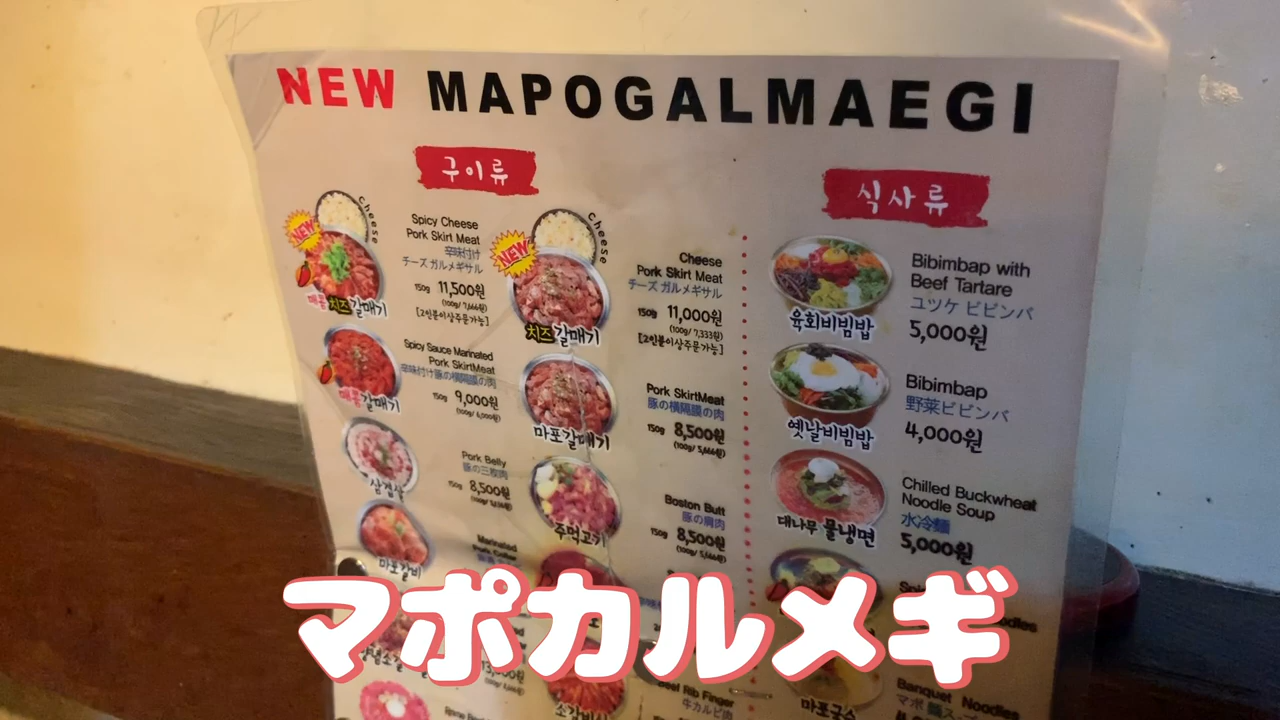 NEW MAPOGALMAEGI
구이류
Cheese
NEW
매콤 치즈갈매기
Spicy Cheese
Pork Skirt Meat
辛味付け
チーズ ガルメギサル
150g 11,500원
(100g/ 7,666원)
[2인분이상주문가능]
매콤갈매기
Spicy Sauce Marinated
Pork SkirtMeat
辛味付け豚の横隔膜の肉
150g 9,000원
(100g/ 6,000원)
삼겹살
Pork Belly
豚の三枚肉
150g 8,500원
(100g/ 5,666원)
마포갈비
Marinated
Cheese
NEW
치즈갈매기
Cheese
Pork Skirt Meat
チーズ ガルメギサル
150g 11,000원
(100g/ 7,333원)
[2인분이상주문가능]
마포갈매기
Pork SkirtMeat
豚の横隔膜の肉
150g 8,500원
(100g/ 5,666원)
주먹고기
Boston Butt
豚の肩肉
150g 8,500원
(100g/ 5,666원)
Beef Rib Finger
牛カルビ肉
식사류
육회비빔밥
Bibimbap with
Beef Tartare
ユッケ ビビンバ
5,000원
옛날비빔밥
Bibimbap
野菜ビビンバ
4,000원
대나무 물냉면
Chilled Buckwheat
Noodle Soup
水冷麵
5,000원
마포국수
Banquet Noodles
マポカルメギ